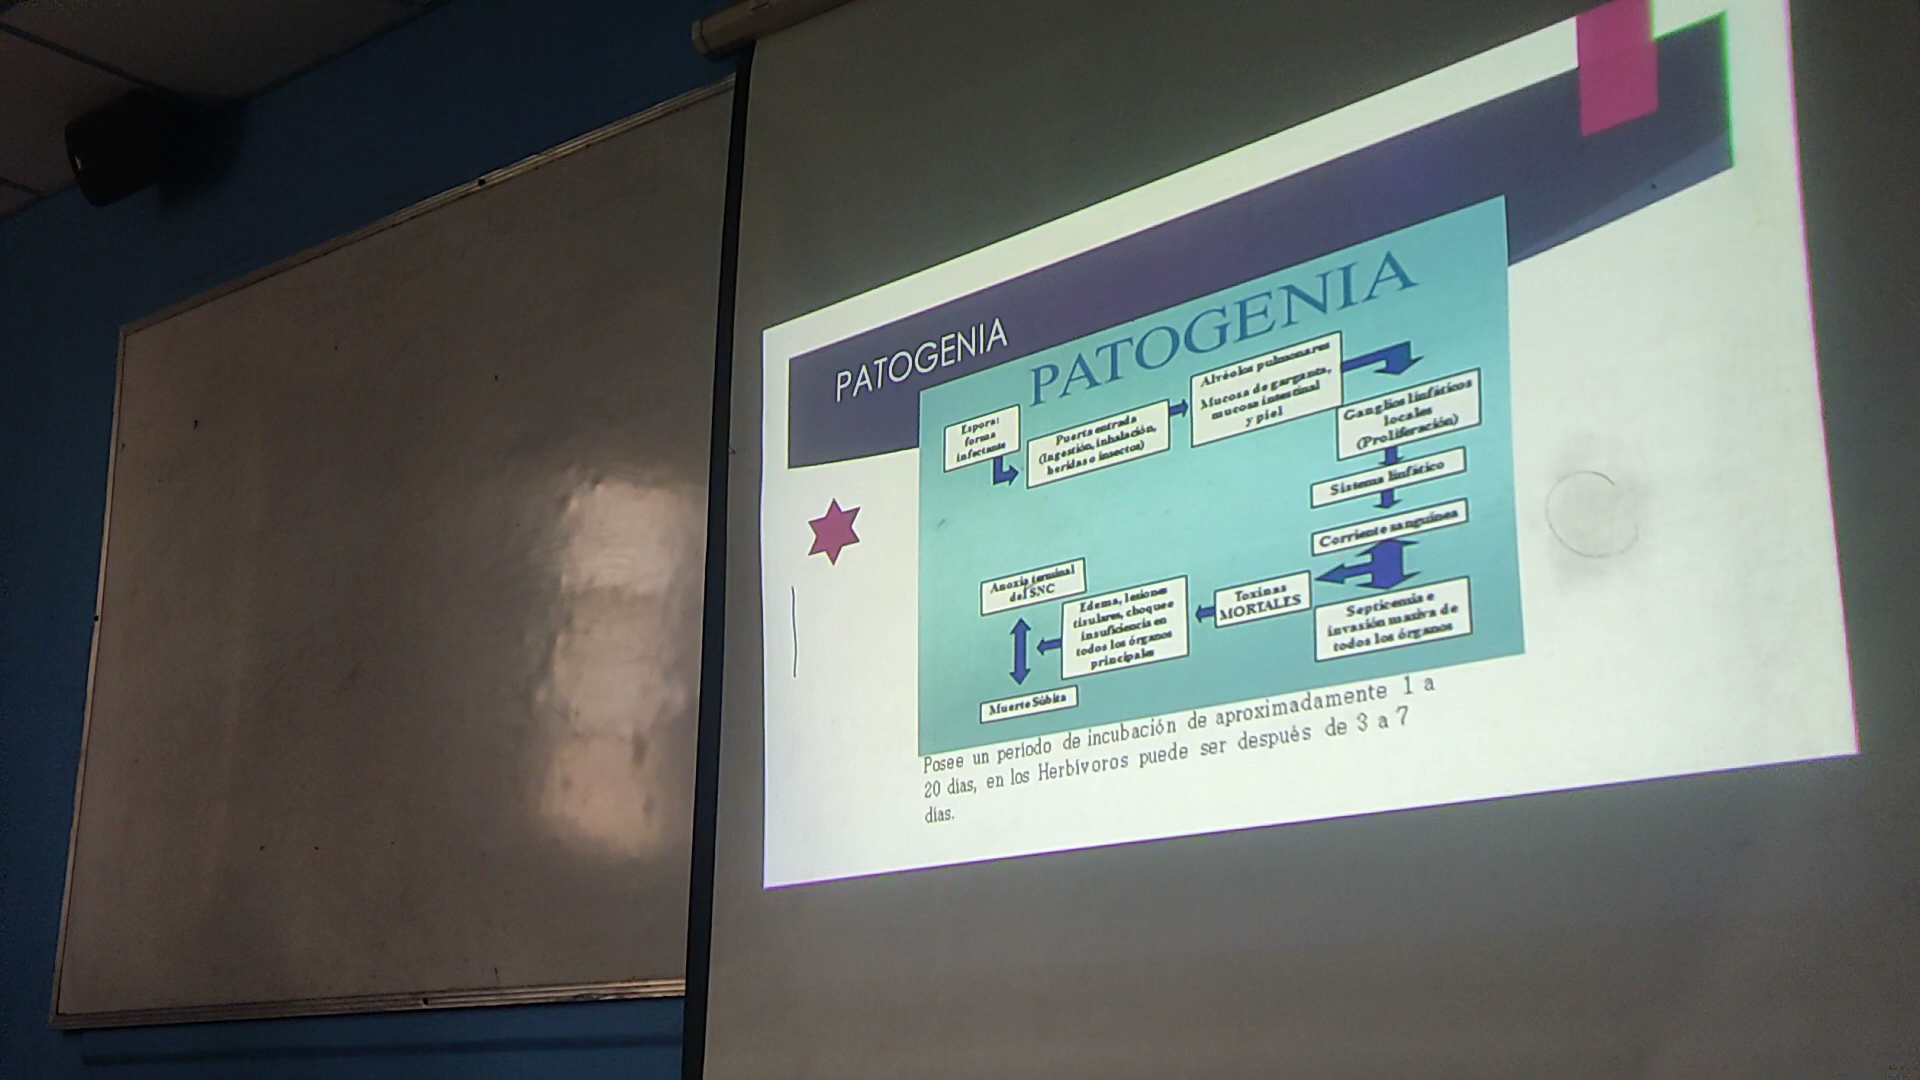 PATOGENIA
PATOGENIA
Espora:
forma
infectante
Puerta entrada
(Ingestión, inhalación,
heridas o insectos)
Alvéolos pulmonares
Mucosa de garganta,
mucosa intestinal
y piel
Ganglios linfáticos
locales
(Proliferación)
Sistema linfático
Corriente sanguínea
Septicemia e
invasión masiva de
todos los órganos
Toxinas
MORTALES
Edema, lesiones
tisulares, choque e
insuficiencia en
todos los órganos
principales
Anoxia terminal
del SNC
Muerte Súbita
Posee un período de incubación de aproximadamente 1 a
20 días, en los Herbívoros puede ser después de 3 a 7
días.